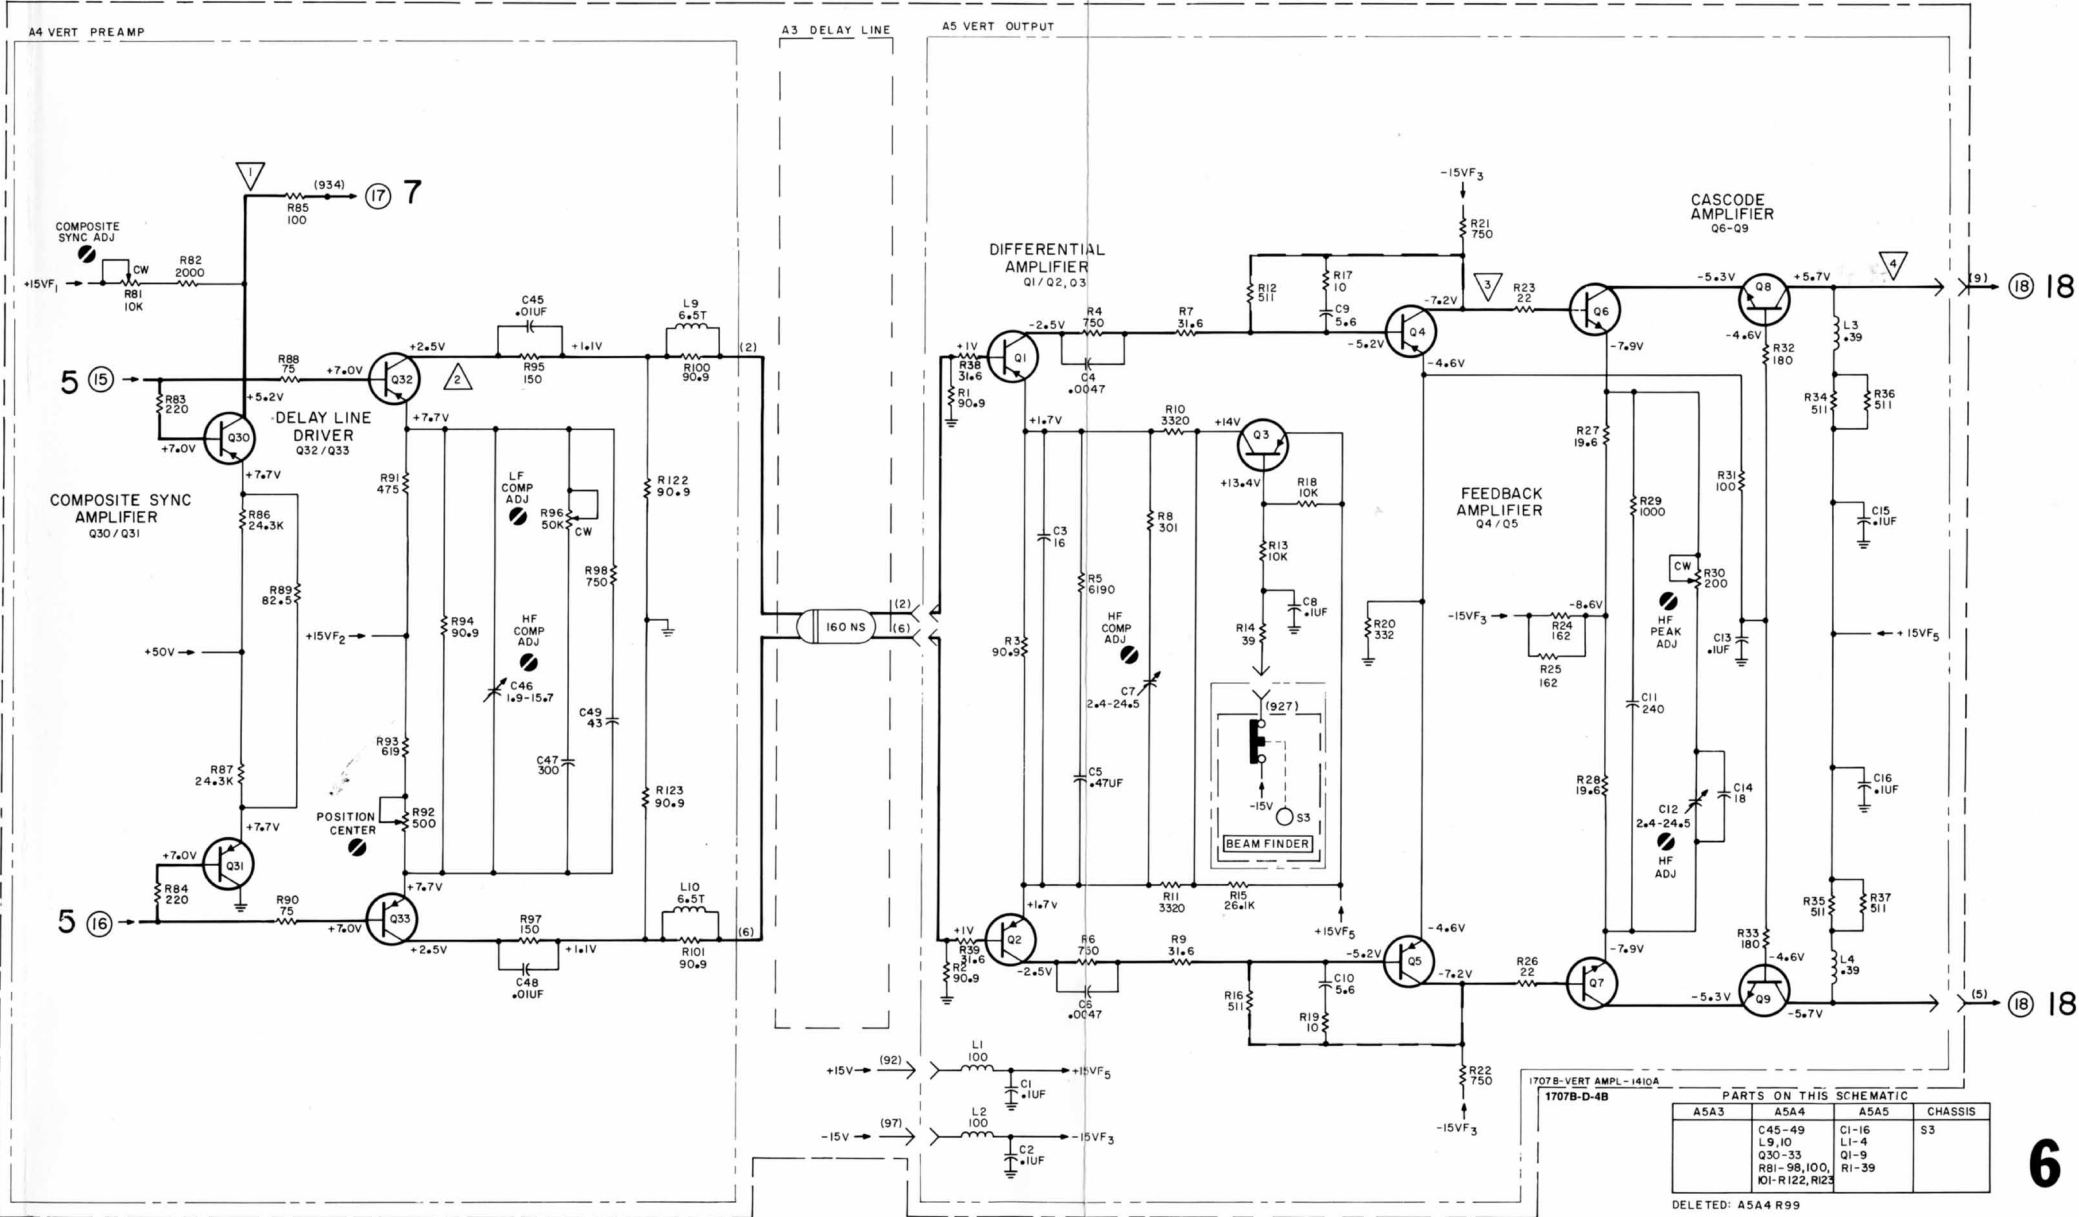 A4 VERT PREAMP
A3 DELAY LINE
A5 VERT OUTPUT
1
(934)
17 7
R85
100
COMPOSITE
SYNC ADJ
CW
R82
2000
+15VF1
R81
10K
5 15
R88
75
+7.0V
R83
220
+5.2V
Q30
+7.0V
+7.7V
DELAY LINE
DRIVER
Q32/Q33
COMPOSITE SYNC
AMPLIFIER
Q30/Q31
R86
24.3K
R89
82.5
+50V
R87
24.3K
+7.7V
+7.0V
Q31
R84
220
5 16
R90
75
+7.0V
Q32
+2.5V
2
+7.7V
C45
.01UF
R95
150
+1.1V
L9
6.5T
R100
90.9
(2)
R91
475
LF
COMP
ADJ
R96
50K
CW
R122
90.9
R98
750
+15VF2
R94
90.9
HF
COMP
ADJ
C46
1.9-15.7
C49
43
R93
619
C47
300
R123
90.9
POSITION
CENTER
R92
500
+7.7V
Q33
+2.5V
R97
150
C48
.01UF
+1.1V
L10
6.5T
R101
90.9
(6)
160 NS
(2)
(6)
DIFFERENTIAL
AMPLIFIER
Q1/Q2,Q3
+1V
R38
31.6
R1
90.9
Q1
-2.5V
R4
750
C4
.0047
R7
31.6
R12
511
R17
10
C9
5.6
-5.2V
Q4
-7.2V
-4.6V
-15VF3
R21
750
3
R23
22
Q6
-7.9V
CASCODE
AMPLIFIER
Q6-Q9
-5.3V
Q8
+5.7V
-4.6V
R32
180
4
(9)
18 18
L3
.39
R34
511
R36
511
+1.7V
R10
3320
+14V
Q3
+13.4V
R18
10K
C3
16
R8
301
R13
10K
R5
6190
C8
.1UF
R14
39
R3
90.9
HF
COMP
ADJ
C7
2.4-24.5
C5
.47UF
(927)
-15V
S3
BEAM FINDER
R20
332
FEEDBACK
AMPLIFIER
Q4/Q5
R27
19.6
R29
1000
R31
100
C15
.1UF
CW
R30
200
-15VF3
-8.6V
R24
162
R25
162
HF
PEAK
ADJ
C13
.1UF
+15VF5
C11
240
R28
19.6
C12
2.4-24.5
C14
18
HF
ADJ
C16
.1UF
R11
3320
R15
26.1K
+15VF5
+1.7V
+1V
R39
31.6
R2
90.9
Q2
-2.5V
R6
750
C6
.0047
R9
31.6
R16
511
C10
5.6
R19
10
-5.2V
Q5
-4.6V
-7.2V
R26
22
Q7
-7.9V
R33
180
-4.6V
-5.3V
Q9
-5.7V
R35
511
R37
511
L4
.39
(5)
18 18
R22
750
-15VF3
+15V
(92)
L1
100
+15VF5
C1
.1UF
-15V
(97)
L2
100
-15VF3
C2
.1UF
1707B-VERT AMPL-1410A
1707B-D-4B
PARTS ON THIS SCHEMATIC
A5A3 A5A4 A5A5 CHASSIS
C45-49 C1-16 S3
L9,10 L1-4
Q30-33 Q1-9
R81-98,100, R1-39
101-R122,R123
DELETED: A5A4 R99
6